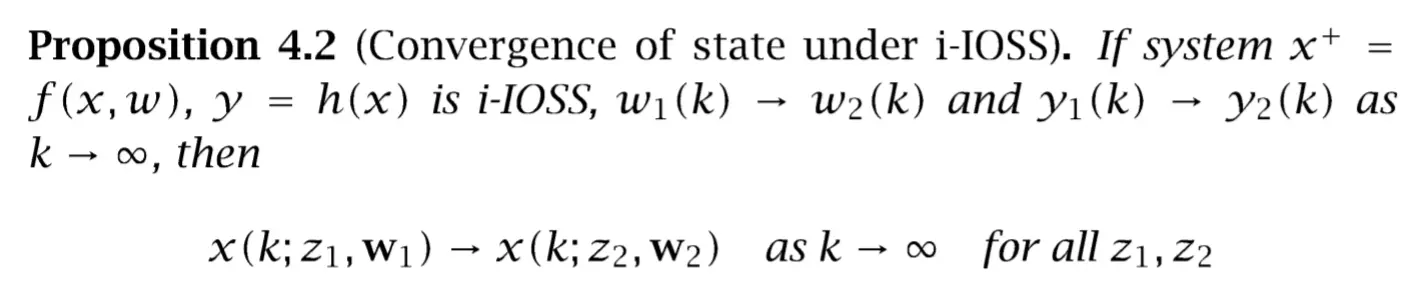 Proposition 4.2 (Convergence of state under i-IOSS). If system x⁺ =
f(x, w), y = h(x) is i-IOSS, w₁(k) → w₂(k) and y₁(k) → y₂(k) as
k → ∞, then
x(k; z₁, w₁) → x(k; z₂, w₂) as k → ∞ for all z₁, z₂